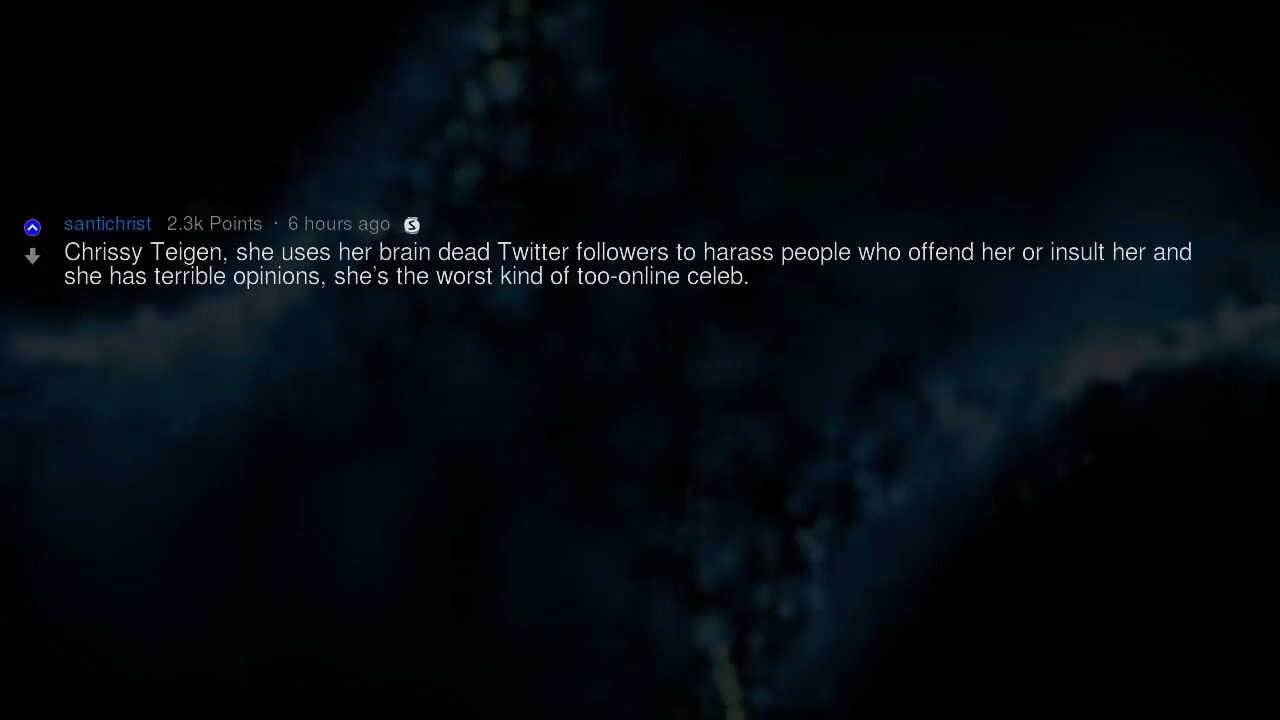 santichrist 2.3k Points · 6 hours ago S
Chrissy Teigen, she uses her brain dead Twitter followers to harass people who offend her or insult her and
she has terrible opinions, she's the worst kind of too-online celeb.